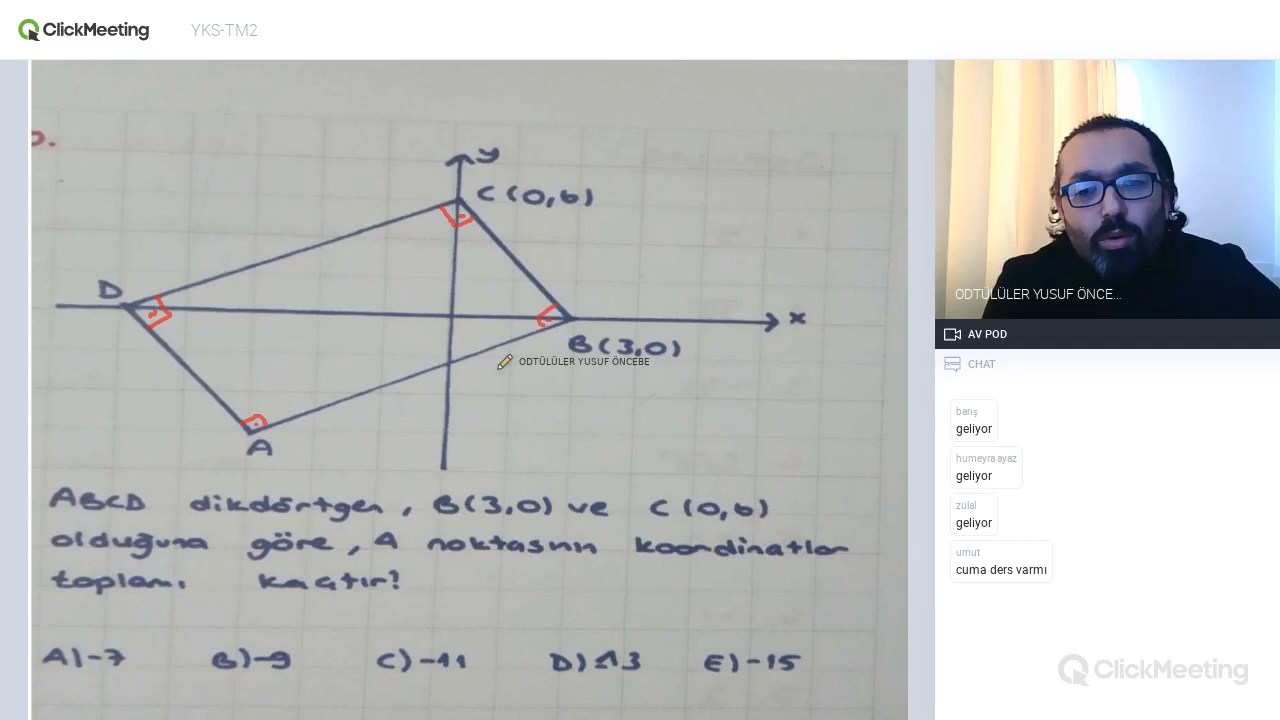 ClickMeeting
YKS-TM2
y
C(0,6)
D
x
B(3,0)
ODTÜLÜLER YUSUF ÖNCEBE
A
ABCD dikdörtgen, B(3,0) ve C(0,6)
olduğuna göre, A noktasının koordinatlar
toplamı kaçtır?
A)-7 B)-9 C)-11 D)-13 E)-15
ODTÜLÜLER YUSUF ÖNCE...
AV POD
CHAT
barış
geliyor
humeyra ayaz
geliyor
zülal
geliyor
umut
cuma ders varmı
ClickMeeting